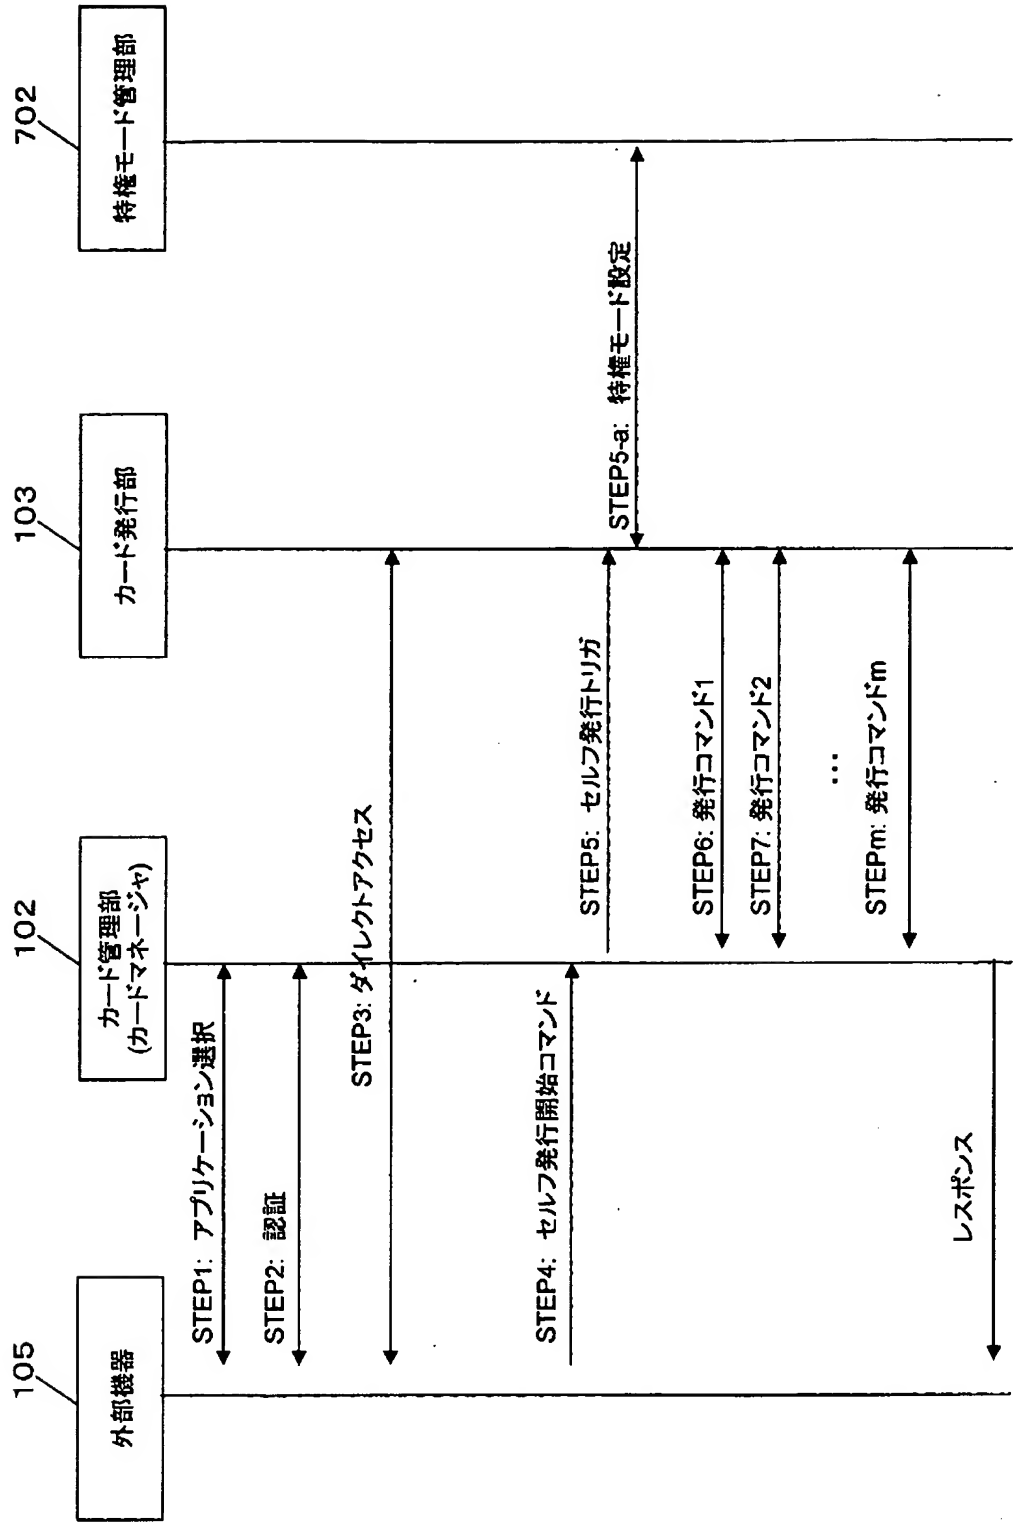 105
外部機器
102
カード管理部
(カードマネージャ)
103
カード発行部
702
特権モード管理部
STEP1: アプリケーション選択
STEP2: 認証
STEP3: ダイレクトアクセス
STEP4: セルフ発行開始コマンド
STEP5: セルフ発行トリガ
STEP5-a: 特権モード設定
STEP6: 発行コマンド1
STEP7: 発行コマンド2
...
STEPm: 発行コマンドm
レスポンス